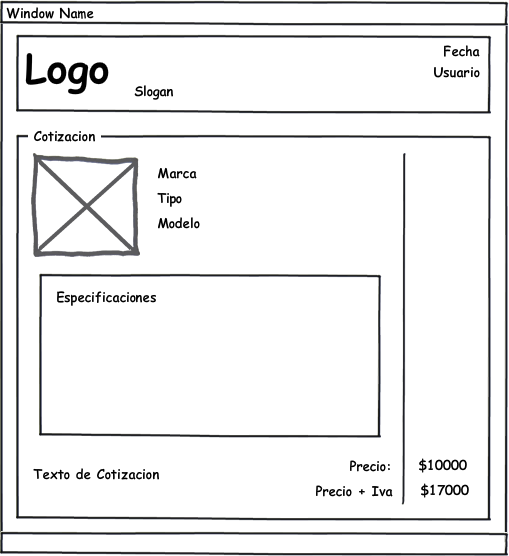 Window Name
Logo
Slogan
Fecha
Usuario
Cotizacion
Marca
Tipo
Modelo
Especificaciones
Texto de Cotizacion
Precio: $10000
Precio + Iva $17000